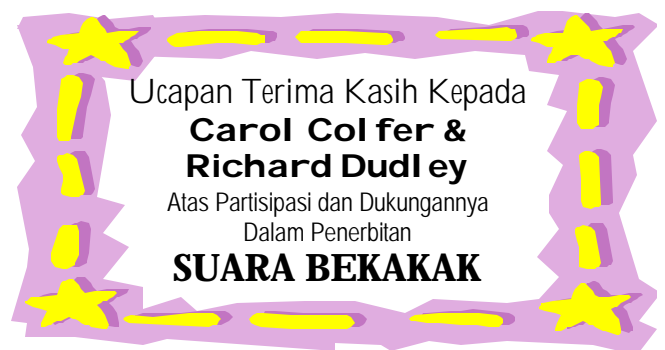 Ucapan Terima Kasih Kepada
Carol Colfer &
Richard Dudley
Atas Partisipasi dan Dukungannya
Dalam Penerbitan
SUARA BEKAKAK